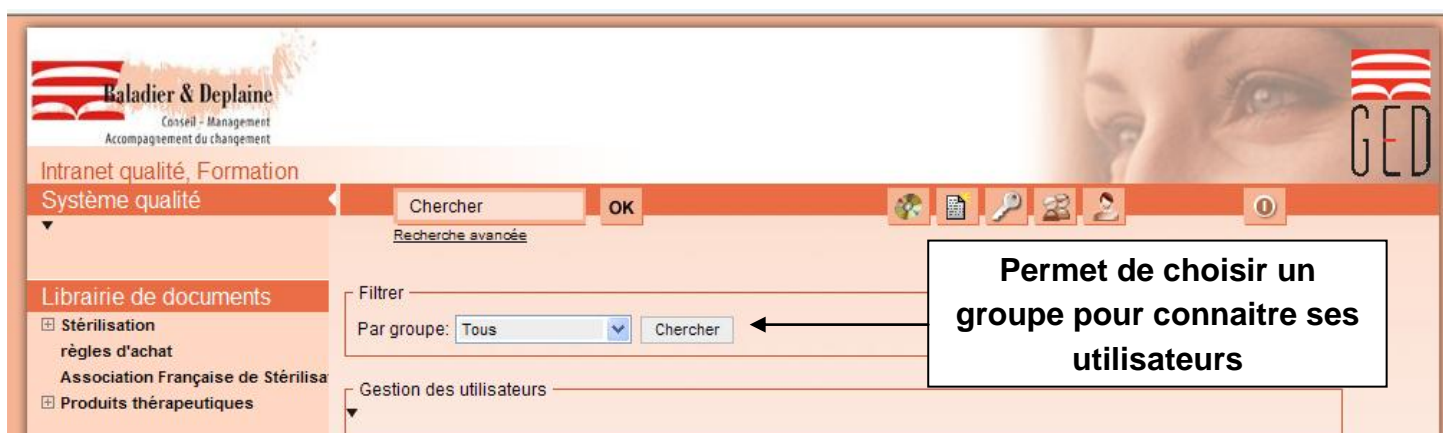 Baladier & Deplaine
Conseil - Management
Accompagnement du changement
GED
Intranet qualité, Formation
Système qualité
Chercher
OK
Recherche avancée
Permet de choisir un
groupe pour connaitre ses
utilisateurs
Librairie de documents
Stérilisation
règles d'achat
Association Française de Stérilisa
Produits thérapeutiques
Filtrer
Par groupe: Tous Chercher
Gestion des utilisateurs